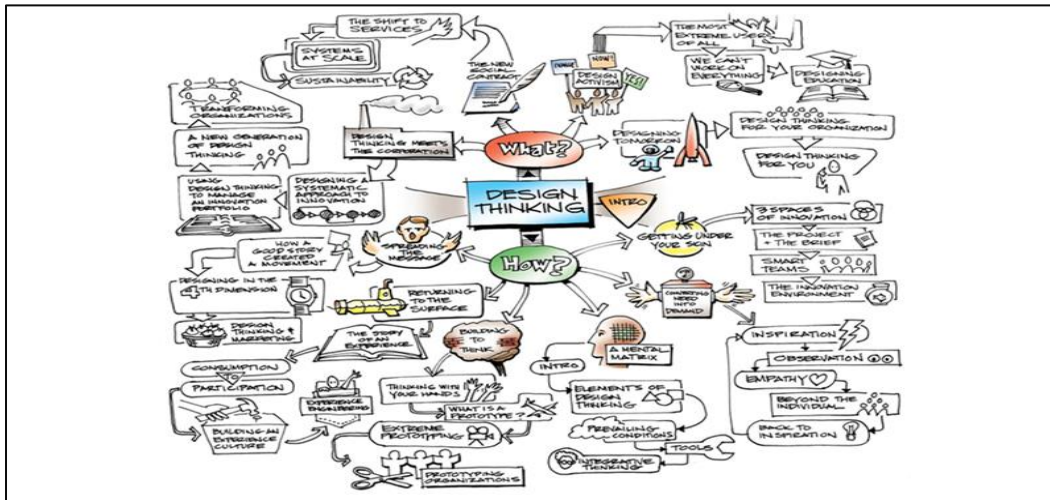 THE SHIFT TO
SERVICES
SYSTEMS
AT SCALE
SUSTAINABILITY
TRANSFORMING
ORGANIZATIONS
A NEW GENERATION
OF DESIGN
THINKING
USING
DESIGN THINKING
TO MANAGE
AN INNOVATION
PORTFOLIO
DESIGNING A
SYSTEMATIC
APPROACH TO
INNOVATION
DESIGN
THINKING MEETS
THE CORPORATION
THE NEW
SOCIAL
CONTRACT
NOW!
DESIGN
ACTIVISM
YES!
THE MOST
EXTREME USER
OF ALL
WE CAN'T
WORK ON
EVERYTHING
DESIGNING
EDUCATION
What?
DESIGNING
TOMORROW
DESIGN THINKING
FOR YOUR ORGANIZATION
DESIGN THINKING
FOR YOU
DESIGN
THINKING
INTRO
How?
GETTING UNDER
YOUR SKIN
3 SPACES
OF INNOVATION
THE PROJECT
+ THE BRIEF
SMART
TEAMS
THE INNOVATION
ENVIRONMENT
CONVERTING
NEED
INTO
DEMAND
INSPIRATION
OBSERVATION
EMPATHY
BEYOND THE
INDIVIDUAL
BACK TO
INSPIRATION
A MENTAL
MATRIX
INTRO
ELEMENTS OF
DESIGN
THINKING
PREVAILING
CONDITIONS
TOOLS
INTEGRATIVE
THINKING
BUILDING
TO
THINK
THINKING WITH
YOUR HANDS
WHAT IS A
PROTOTYPE?
EXTREME
PROTOTYPING
PROTOTYPING
ORGANIZATIONS
RETURNING
TO THE
SURFACE
THE STORY
OF AN
EXPERIENCE
CONSUMPTION
PARTICIPATION
BUILDING AN
EXPERIENCE
CULTURE
EXPERIENCE
ENGINEERING
SPREADING
THE
MESSAGE
HOW A
GOOD STORY
CREATED
A MOVEMENT
DESIGNING IN THE
4TH DIMENSION
DESIGN
THINKING +
MARKETING